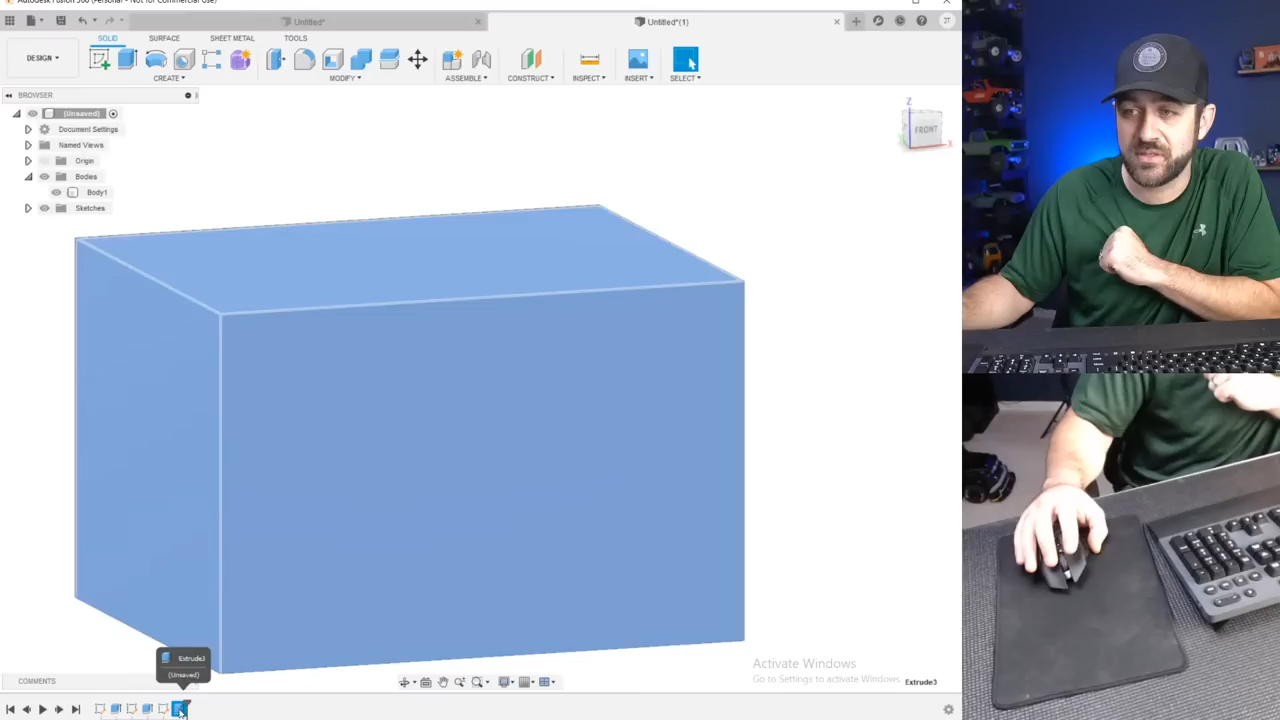 Autodesk Fusion 360 (Personal - Not for Commercial Use)
Untitled*
Untitled*(1)
JT
SOLID
SURFACE
SHEET METAL
TOOLS
DESIGN
CREATE
MODIFY
ASSEMBLE
CONSTRUCT
INSPECT
INSERT
SELECT
BROWSER
(Unsaved)
Document Settings
Named Views
Origin
Bodies
Body1
Sketches
Z
FRONT
X
Extrude3
(Unsaved)
COMMENTS
Activate Windows
Go to Settings to activate Windows.
Extrude3